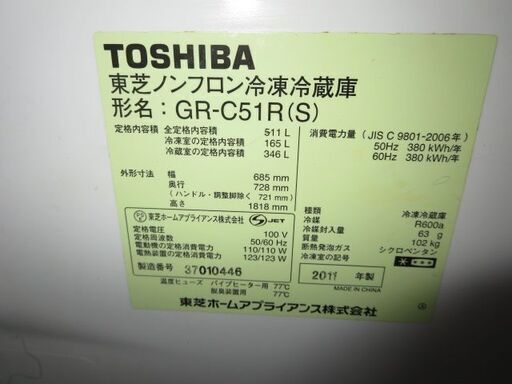 TOSHIBA
東芝ノンフロン冷凍冷蔵庫
形名：GR-C51R(S)
定格内容積 全定格内容積 511 L
冷凍室の定格内容積 165 L
冷蔵室の定格内容積 346 L
消費電力量 (JIS C 9801-2006年)
50Hz 380 kWh/年
60Hz 380 kWh/年
外形寸法 幅 685 mm
奥行 728 mm
(ハンドル・調整脚除く 721 mm)
高さ 1818 mm
東芝ホームアプライアンス株式会社 JET
定格電圧 100 V
定格周波数 50/60 Hz
電動機の定格消費電力 110/110 W
電熱装置の定格消費電力 123/123 W
製造番号 37010446
種類 冷凍冷蔵庫
冷媒 R600a
冷媒封入量 63 g
質量 102 kg
断熱発泡ガス シクロペンタン
冷凍室の記号
2011 年製
MADE IN CHINA
温度ヒューズ パイプヒーター用 77℃
脱臭装置用 77℃
東芝ホームアプライアンス株式会社